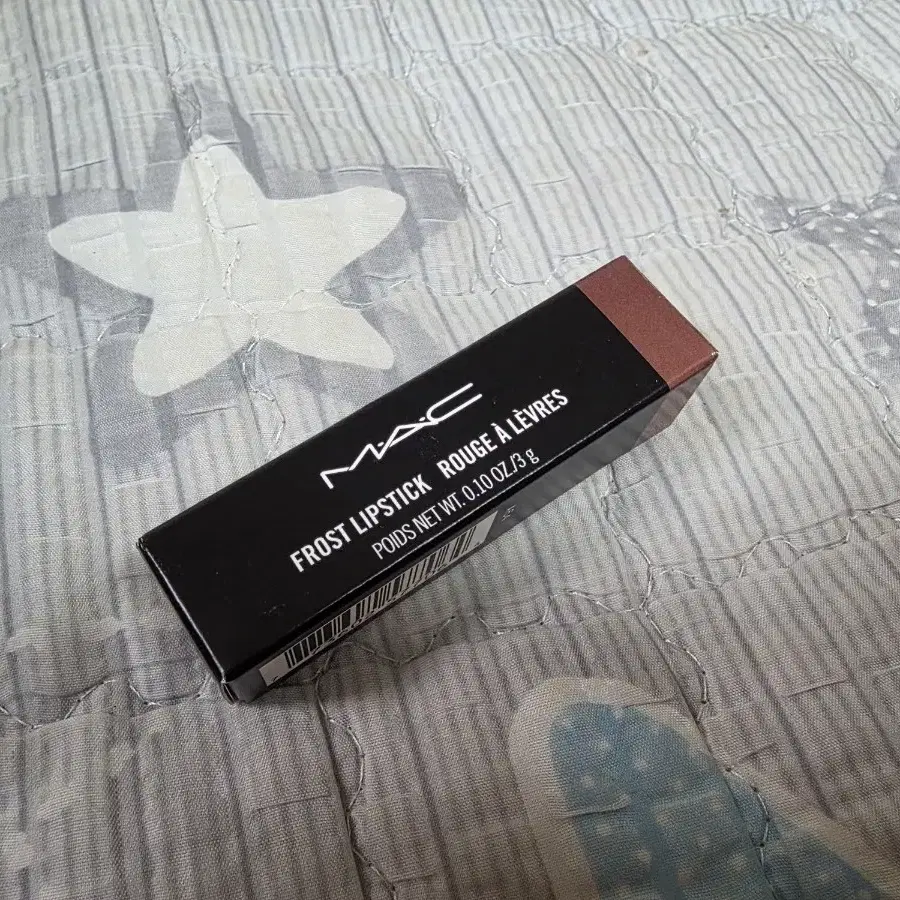 M·A·C
FROST LIPSTICK ROUGE À LÈVRES
POIDS NET WT. 0.10 OZ./3 g